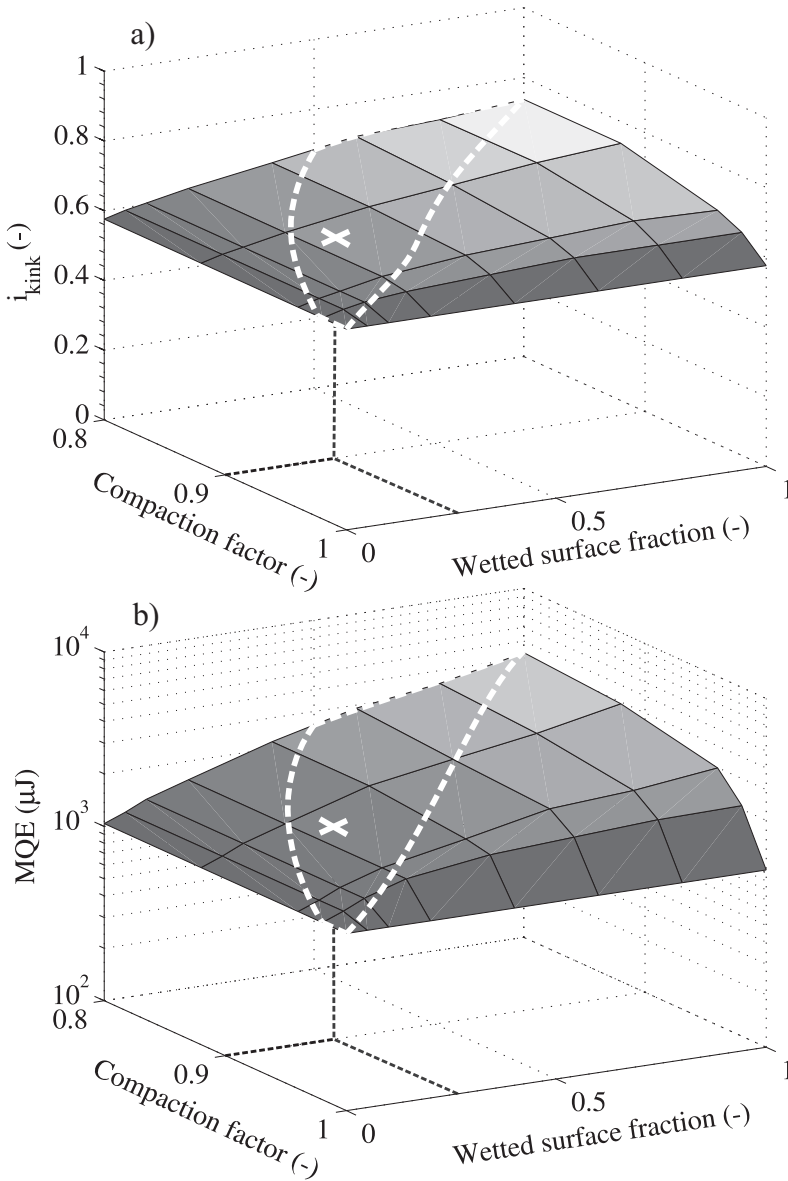 a)
1
0.8
0.6
0.4
0.2
0
i_kink (-)
0.8
0.9
1
Compaction factor (-)
0
0.5
1
Wetted surface fraction (-)
b)
10^4
10^3
10^2
MQE (μJ)
0.8
0.9
1
Compaction factor (-)
0
0.5
1
Wetted surface fraction (-)